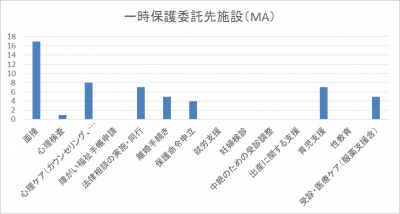 一時保護委託先施設（MA）
18
16
14
12
10
8
6
4
2
0
面接
心理検査
心理ケア（カウンセリング、…
障がい福祉手帳申請
法律相談の実施・同行
離婚手続き
保護命令申立
就労支援
妊婦検診
中絶のための受診調整
出産に関する支援
育児支援
性教育
受診・医療ケア（服薬支援含）